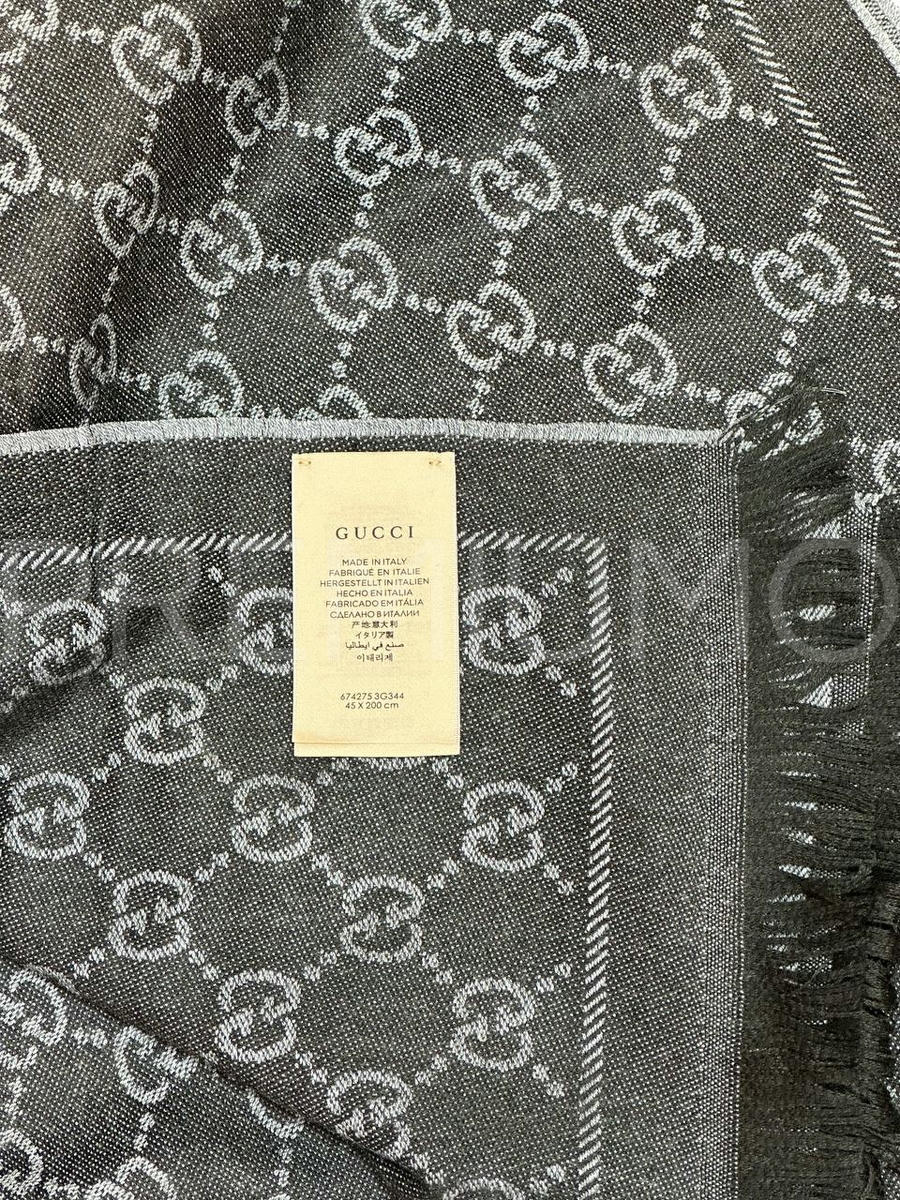 GUCCI
MADE IN ITALY
FABRIQUÉ EN ITALIE
HERGESTELLT IN ITALIEN
HECHO EN ITALIA
FABRICADO EM ITÁLIA
СДЕЛАНО В ИТАЛИИ
产地:意大利
イタリア製
صنع في ايطاليا
이태리제
674275 3G344
45 X 200 cm